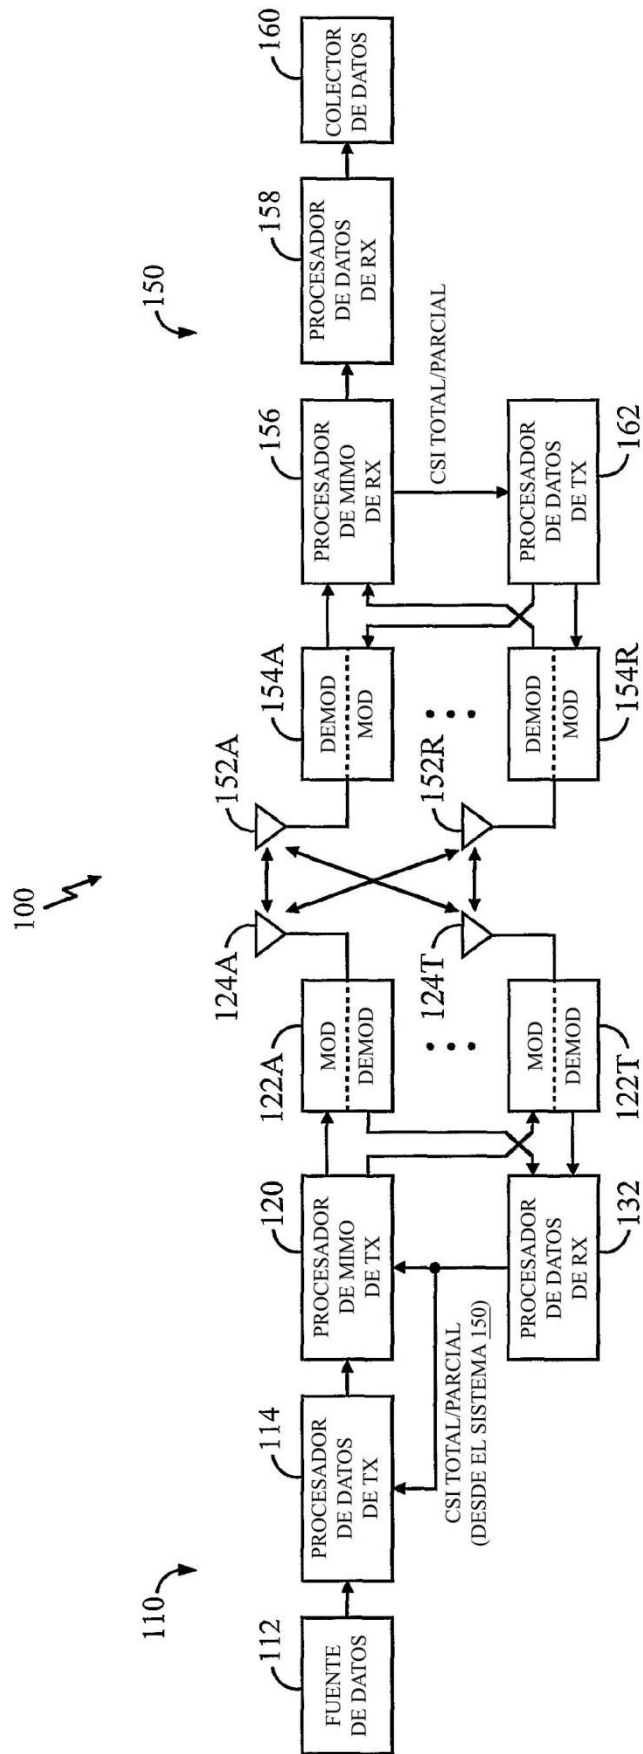 100
110
150
112
FUENTE
DE DATOS
114
PROCESADOR
DE DATOS
DE TX
120
PROCESADOR
DE MIMO
DE TX
122A
MOD
DEMOD
124A
152A
154A
DEMOD
MOD
156
PROCESADOR
DE MIMO
DE RX
158
PROCESADOR
DE DATOS
DE RX
160
COLECTOR
DE DATOS
CSI TOTAL/PARCIAL
(DESDE EL SISTEMA 150)
132
PROCESADOR
DE DATOS
DE RX
122T
MOD
DEMOD
124T
152R
154R
DEMOD
MOD
CSI TOTAL/PARCIAL
162
PROCESADOR
DE DATOS
DE TX